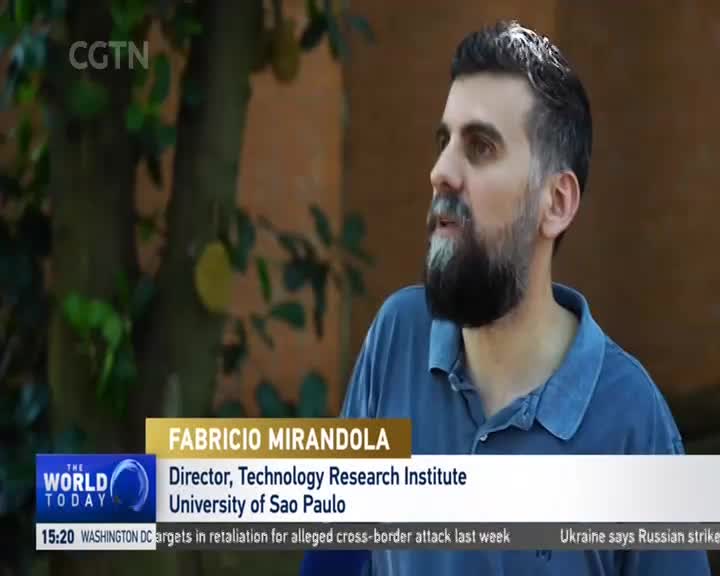 CGTN
FABRICIO MIRANDOLA
Director, Technology Research Institute
University of Sao Paulo
THE
WORLD
TODAY
15:20 WASHINGTON DC argets in retaliation for alleged cross-border attack last week Ukraine says Russian strike